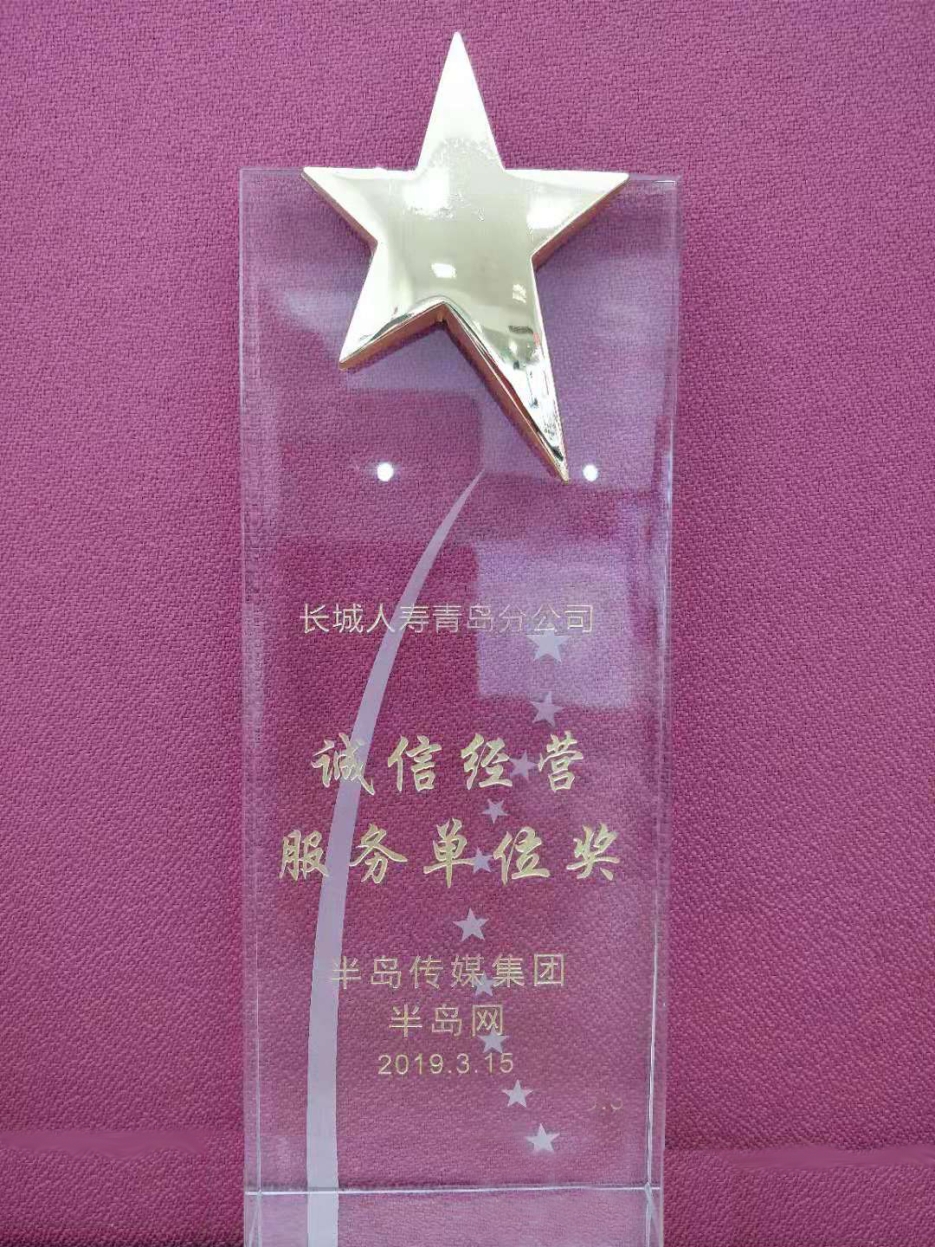 长城人寿青岛分公司
诚信经营
服务单位奖
半岛传媒集团
半岛网
2019.3.15